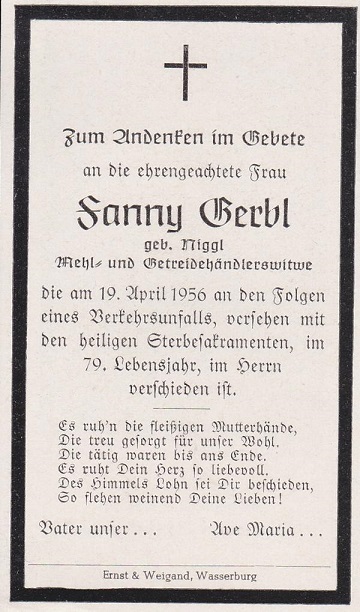 Zum Andenken im Gebete
an die ehrengeachtete Frau
Fanny Gerbl
geb. Niggl
Mehl- und Getreidehändlerswitwe
die am 19. April 1956 an den Folgen
eines Verkehrsunfalls, versehen mit
den heiligen Sterbesakramenten, im
79. Lebensjahr, im Herrn
verschieden ist.
Es ruh'n die fleißigen Mutterhände,
Die treu gesorgt für unser Wohl.
Die tätig waren bis ans Ende.
Es ruht Dein Herz so liebevoll.
Des Himmels Lohn sei Dir beschieden,
So flehen weinend Deine Lieben!
Vater unser... Ave Maria...
Ernst & Weigand, Wasserburg